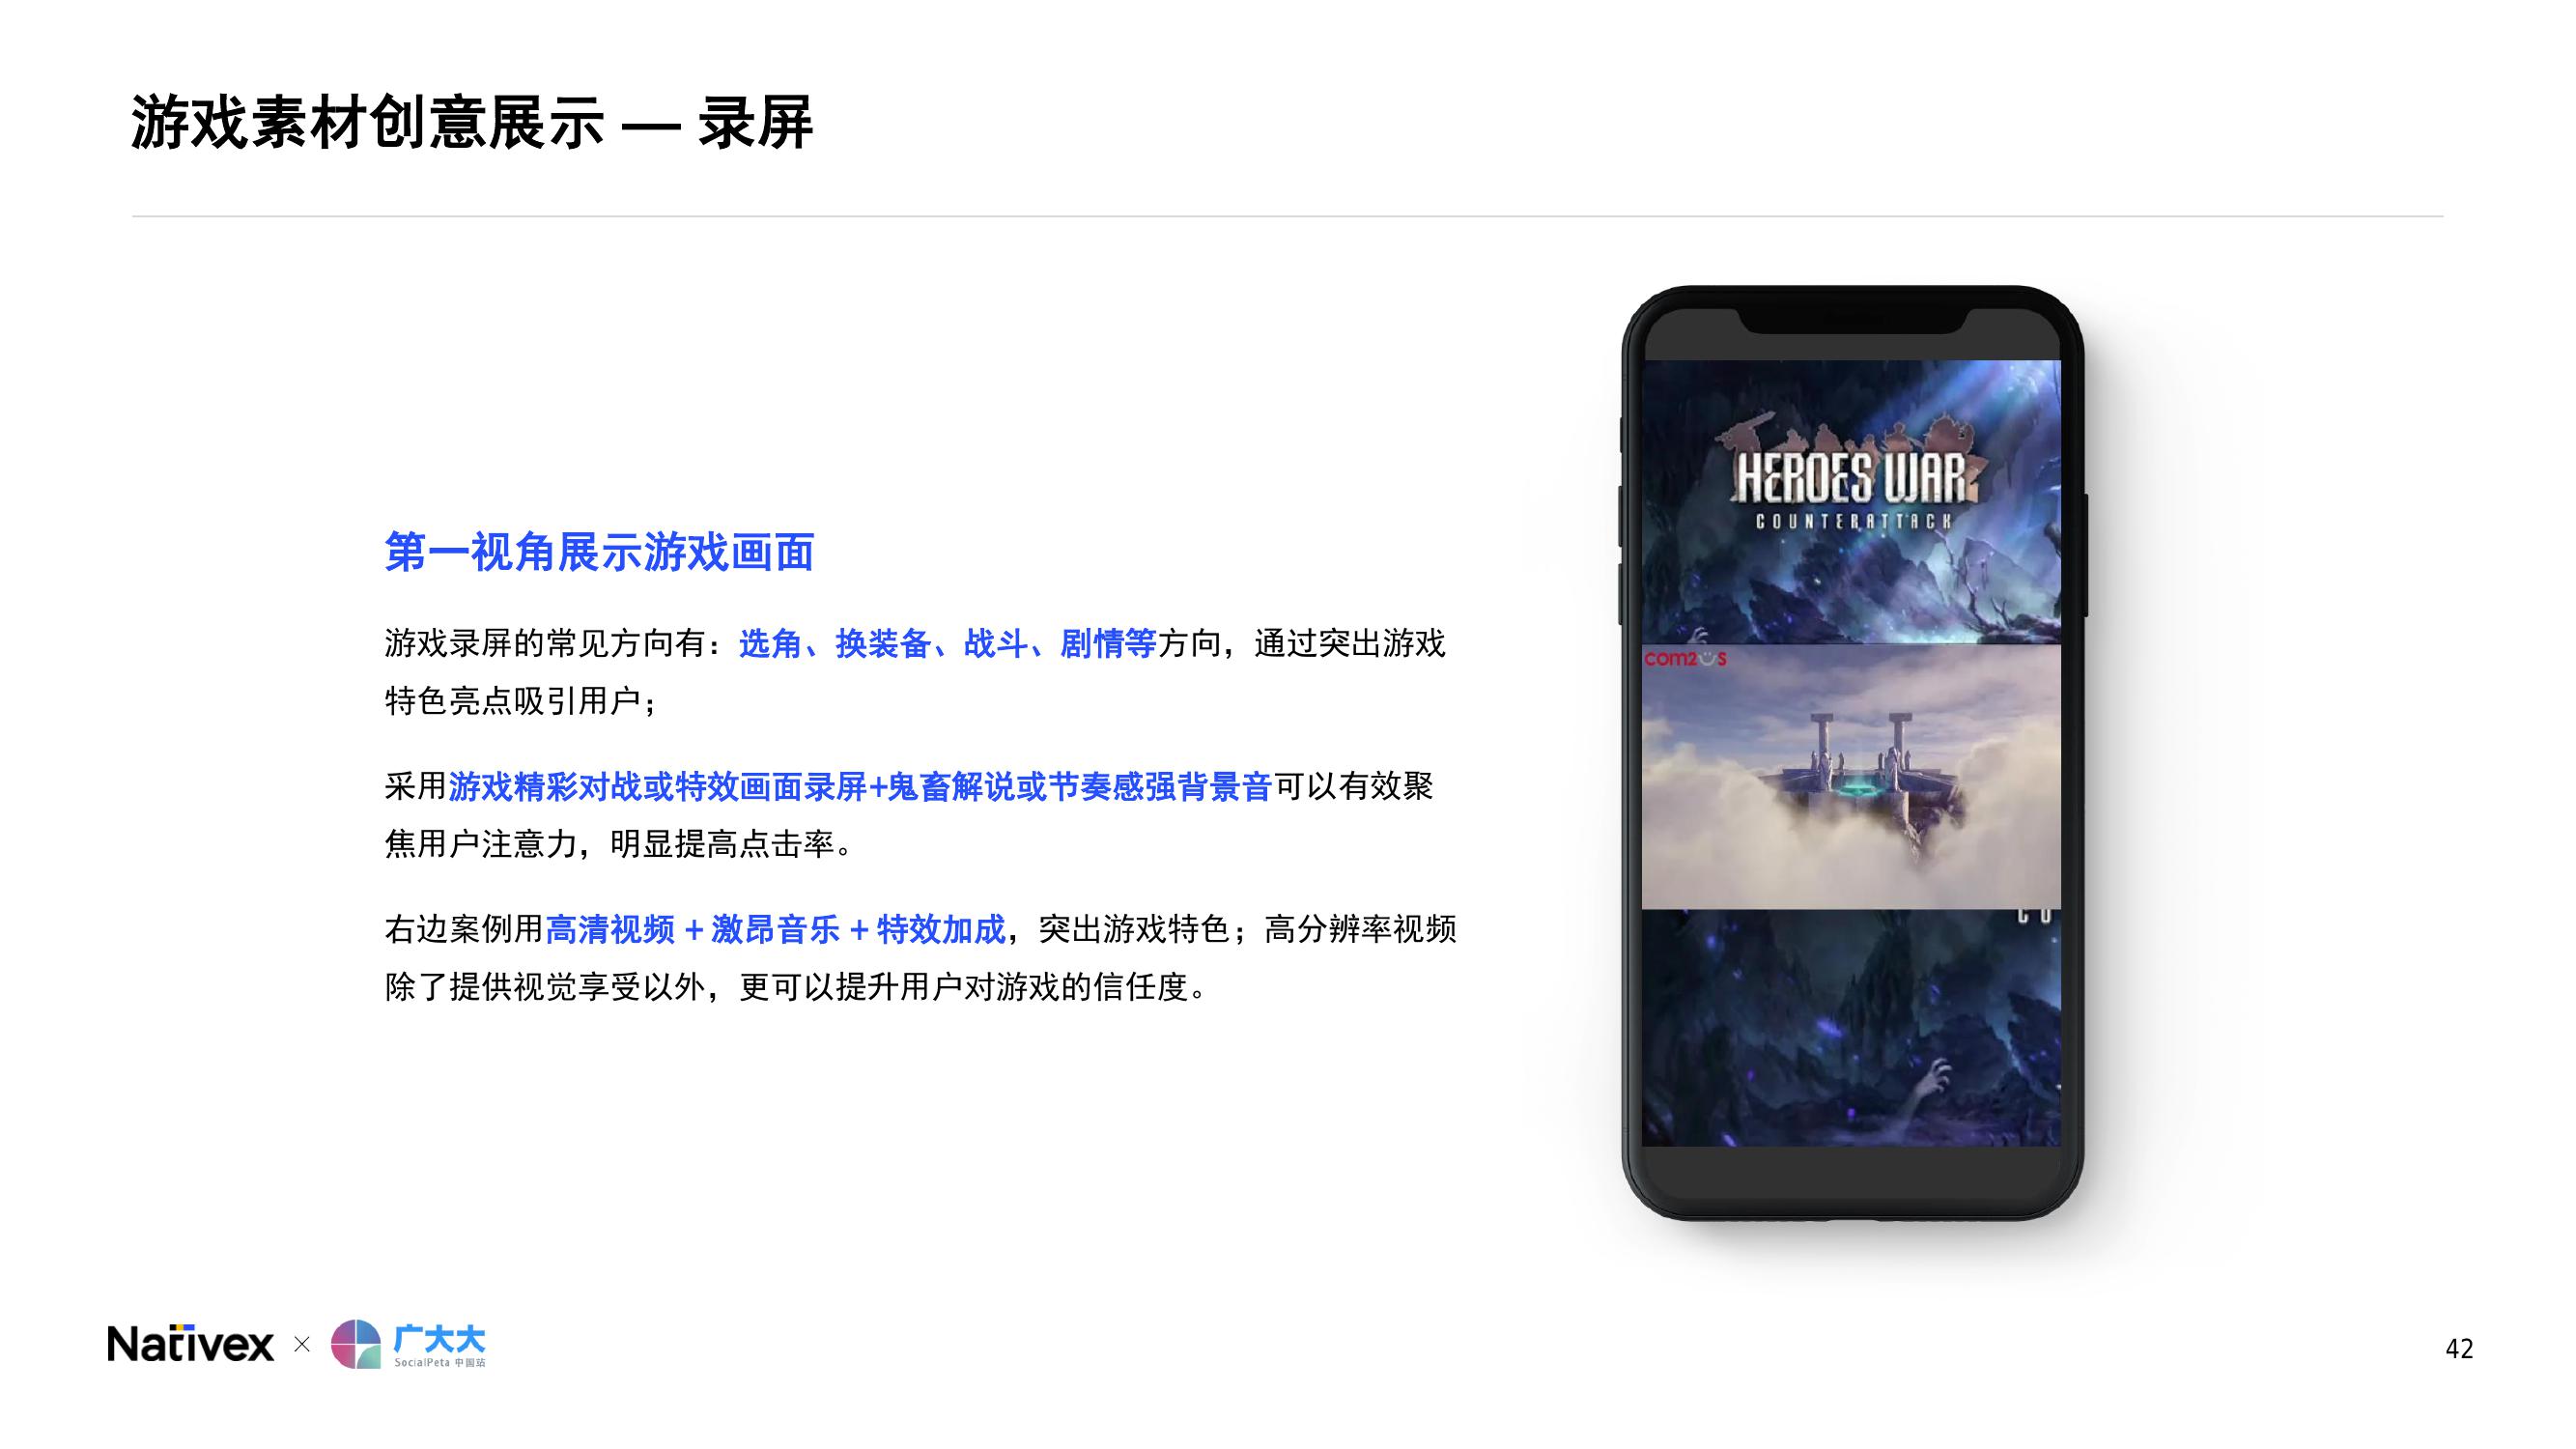 游戏素材创意展示 — 录屏
第一视角展示游戏画面
游戏录屏的常见方向有：选角、换装备、战斗、剧情等方向，通过突出游戏
特色亮点吸引用户；
采用游戏精彩对战或特效画面录屏+鬼畜解说或节奏感强背景音可以有效聚
焦用户注意力，明显提高点击率。
右边案例用高清视频 + 激昂音乐 + 特效加成，突出游戏特色；高分辨率视频
除了提供视觉享受以外，更可以提升用户对游戏的信任度。
HEROES WAR
COUNTERATTACK
com2us
CO
Nativex × 广大大
SocialPeta 中国站
42